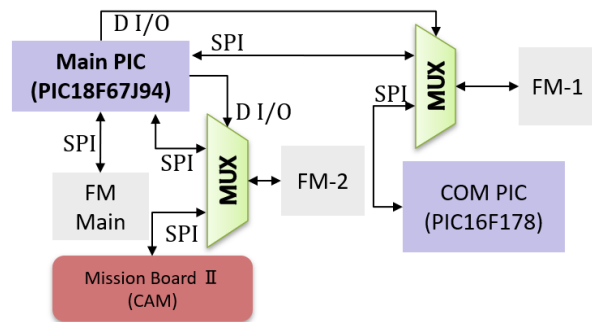 D I/O
SPI
Main PIC
(PIC18F67J94)
MUX
FM-1
SPI
D I/O
SPI
SPI
MUX
FM-2
FM
Main
COM PIC
(PIC16F178)
SPI
Mission Board Ⅱ
(CAM)